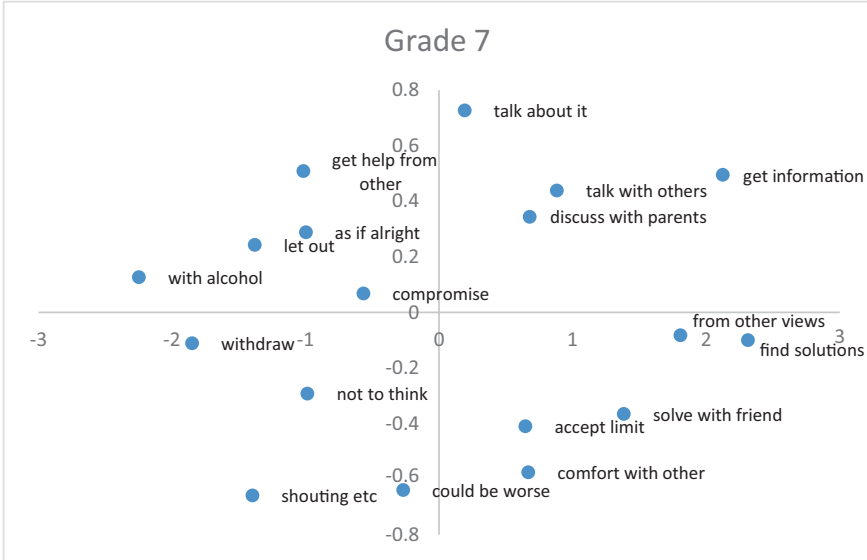 Grade 7
0.8
talk about it
0.6
get help from
other
get information
talk with others
0.4
discuss with parents
as if alright
let out
0.2
with alcohol
compromise
0
from other views
-3
-2
withdraw
-1
0
1
2
3
find solutions
-0.2
not to think
-0.4
solve with friend
accept limit
-0.6
comfort with other
shouting etc
could be worse
-0.8